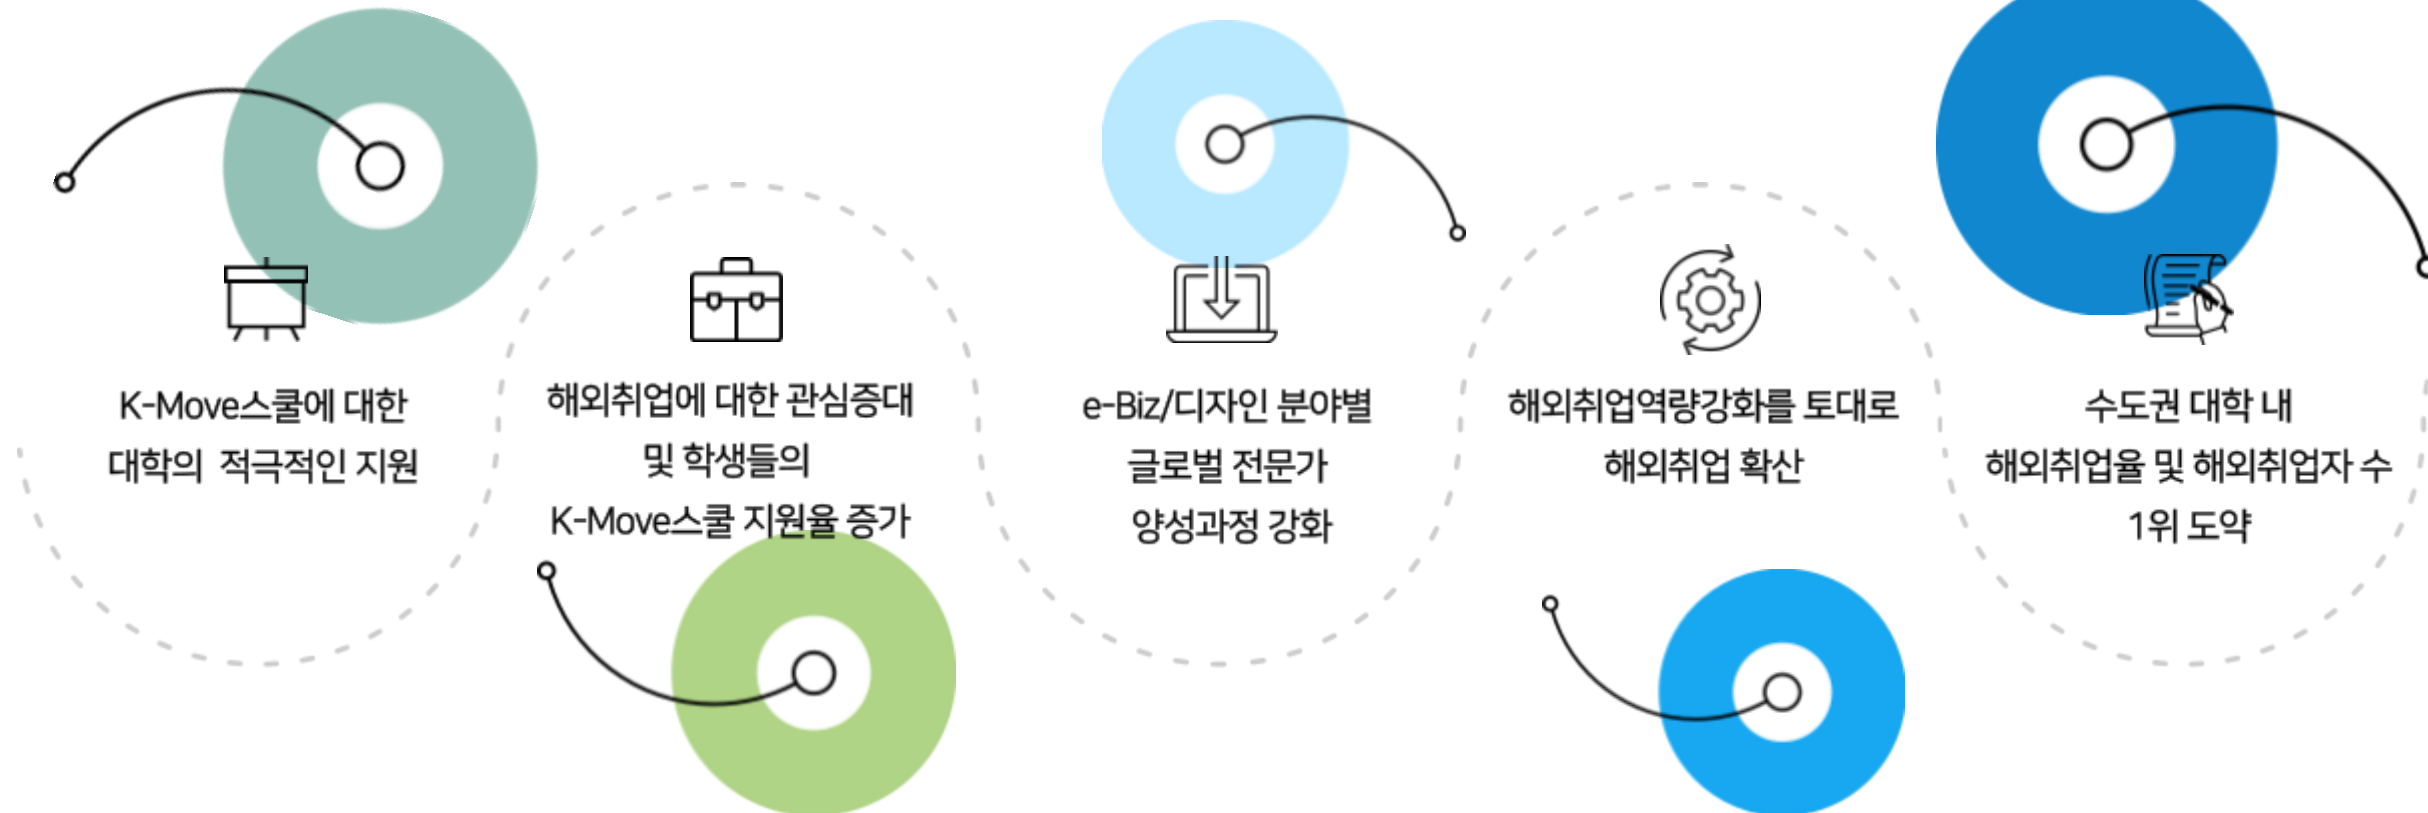 K-Move스쿨에 대한
대학의 적극적인 지원
해외취업에 대한 관심증대
및 학생들의
K-Move스쿨 지원율 증가
e-Biz/디자인 분야별
글로벌 전문가
양성과정 강화
해외취업역량강화를 토대로
해외취업 확산
수도권 대학 내
해외취업율 및 해외취업자 수
1위 도약